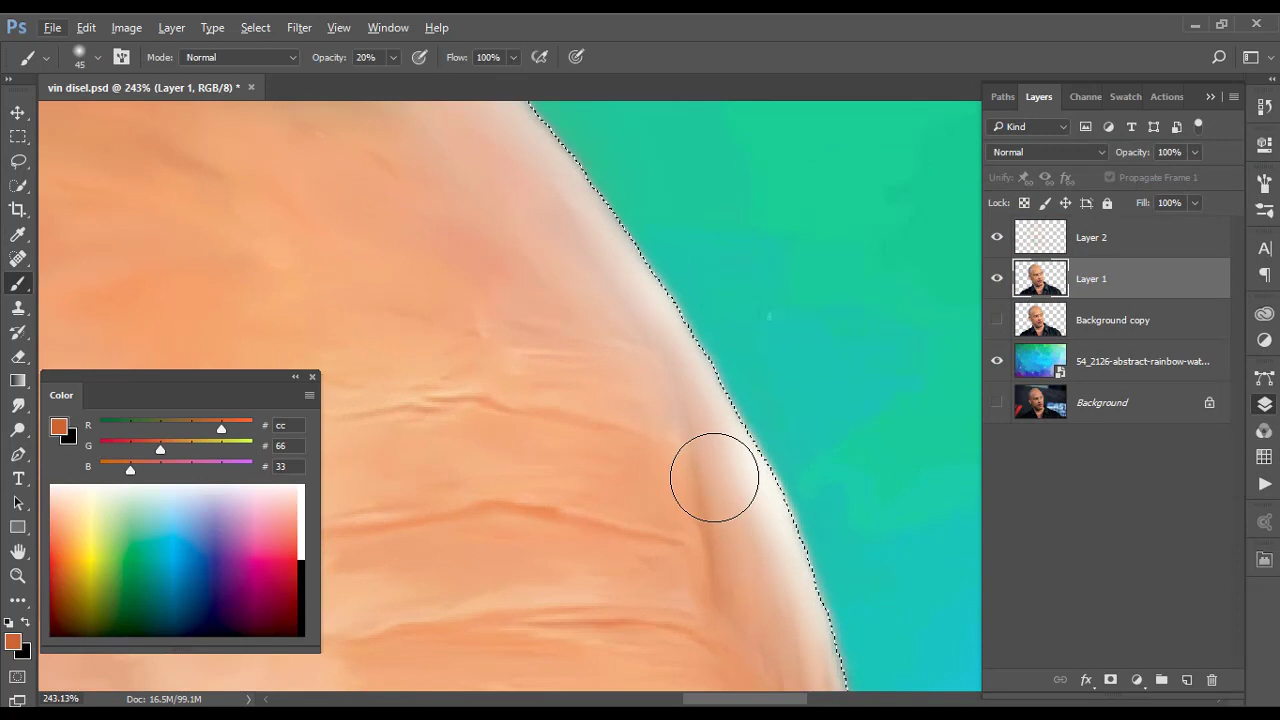 Ps File Edit Image Layer Type Select Filter View Window Help
45 Mode: Normal Opacity: 20% Flow: 100%
vin disel.psd @ 243% (Layer 1, RGB/8) *
Paths Layers Channe Swatch Actions
Kind
Normal Opacity: 100%
Unify: Propagate Frame 1
Lock: Fill: 100%
Layer 2
Layer 1
Background copy
54_2126-abstract-rainbow-wat...
Background
Color
R # cc
G # 66
B # 33
243.13% Doc: 16.5M/99.1M